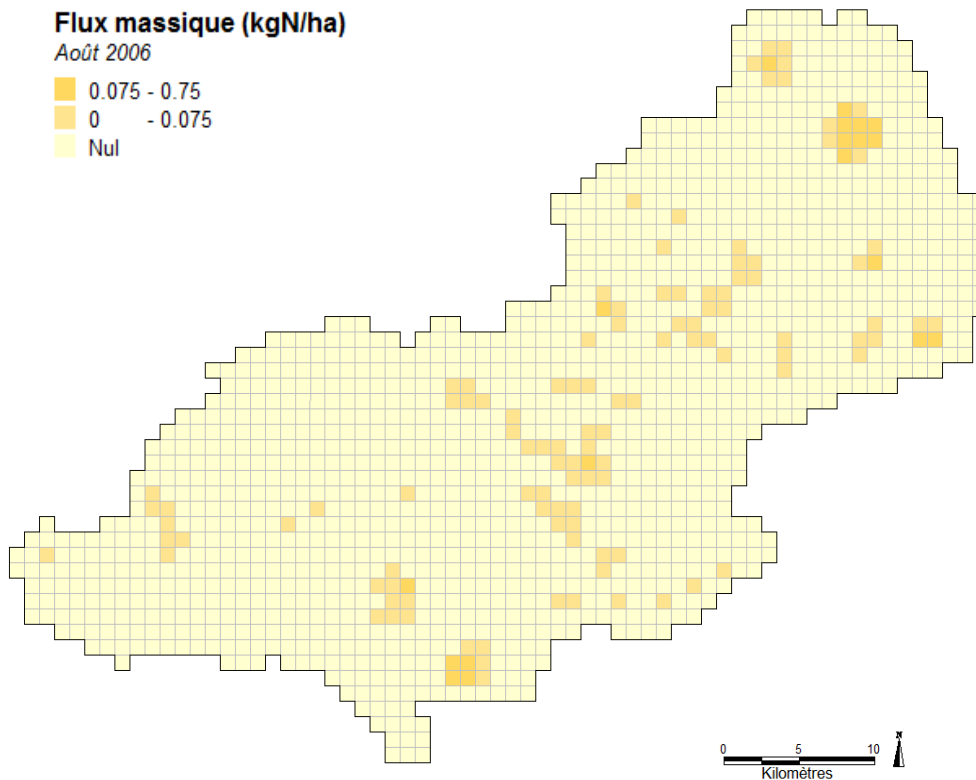 Flux massique (kgN/ha)
Août 2006
0.075 - 0.75
0 - 0.075
Nul
0 5 10
Kilomètres
N